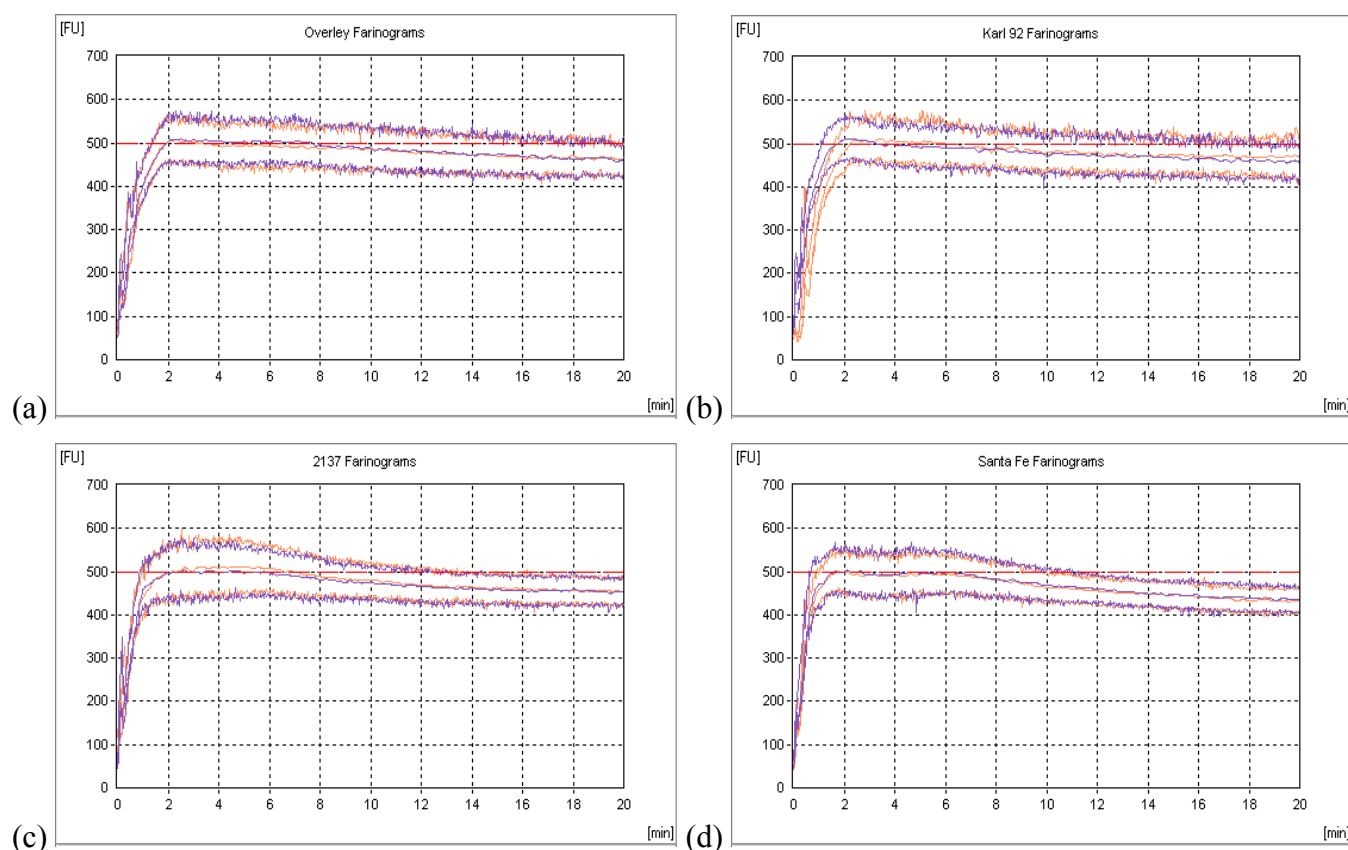 [FU]
Overley Farinograms
700
600
500
400
300
200
100
0
0 2 4 6 8 10 12 14 16 18 20
[min]
(a)
[FU]
Karl 92 Farinograms
700
600
500
400
300
200
100
0
0 2 4 6 8 10 12 14 16 18 20
[min]
(b)
[FU]
2137 Farinograms
700
600
500
400
300
200
100
0
0 2 4 6 8 10 12 14 16 18 20
[min]
(c)
[FU]
Santa Fe Farinograms
700
600
500
400
300
200
100
0
0 2 4 6 8 10 12 14 16 18 20
[min]
(d)